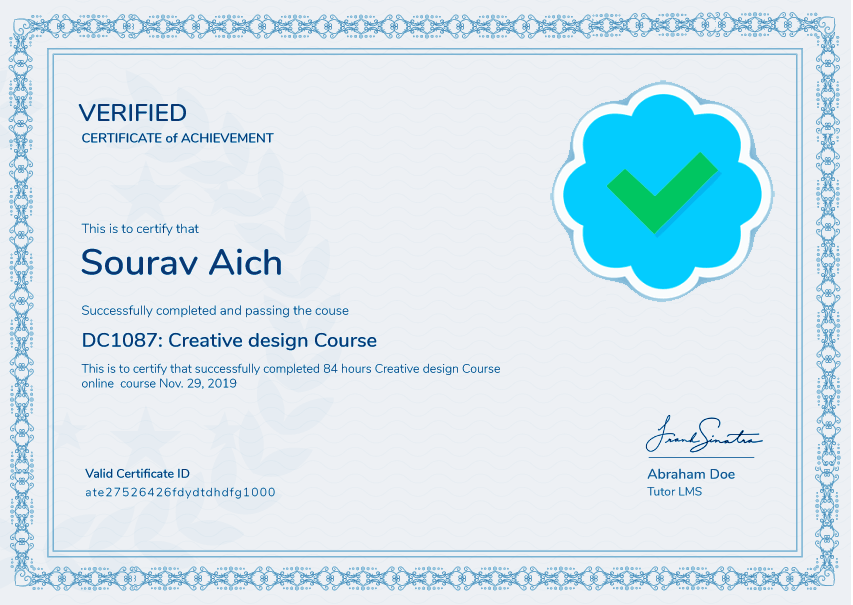 VERIFIED
CERTIFICATE of ACHIEVEMENT
This is to certify that
Sourav Aich
Successfully completed and passing the couse
DC1087: Creative design Course
This is to certify that successfully completed 84 hours Creative design Course
online course Nov. 29, 2019
Frank Sinatra
Valid Certificate ID
ate27526426fdydtdhdfg1000
Abraham Doe
Tutor LMS